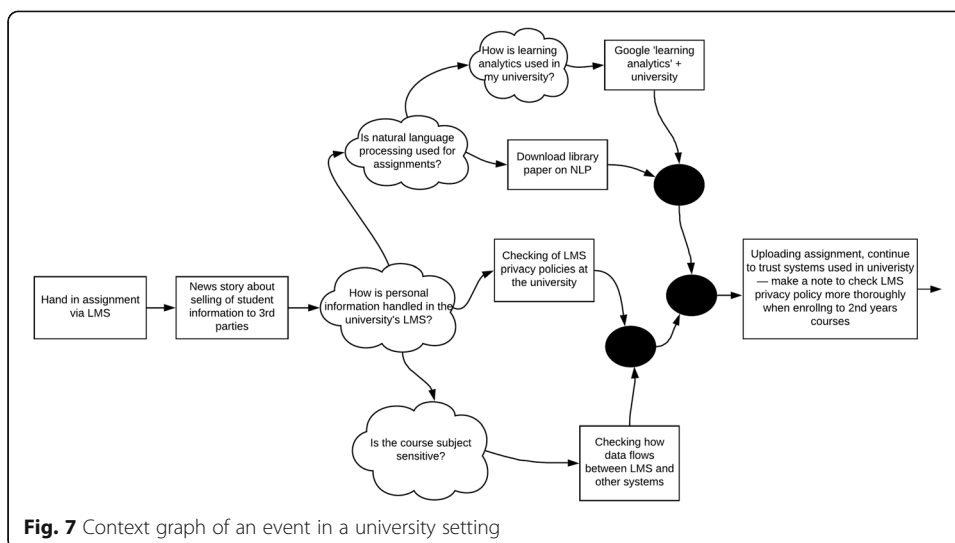 How is learning
analytics used in
my university?
Google 'learning
analytics' +
university
Is natural language
processing used for
assignments?
Download library
paper on NLP
Hand in assignment
via LMS
News story about
selling of student
information to 3rd
parties
How is personal
information handled in the
university's LMS?
Checking of LMS
privacy policies at
the university
Uploading assignment, continue
to trust systems used in univeristy
— make a note to check LMS
privacy policy more thoroughly
when enrollng to 2nd years
courses
Is the course subject
sensitive?
Checking how
data flows
between LMS and
other systems
Fig. 7 Context graph of an event in a university setting